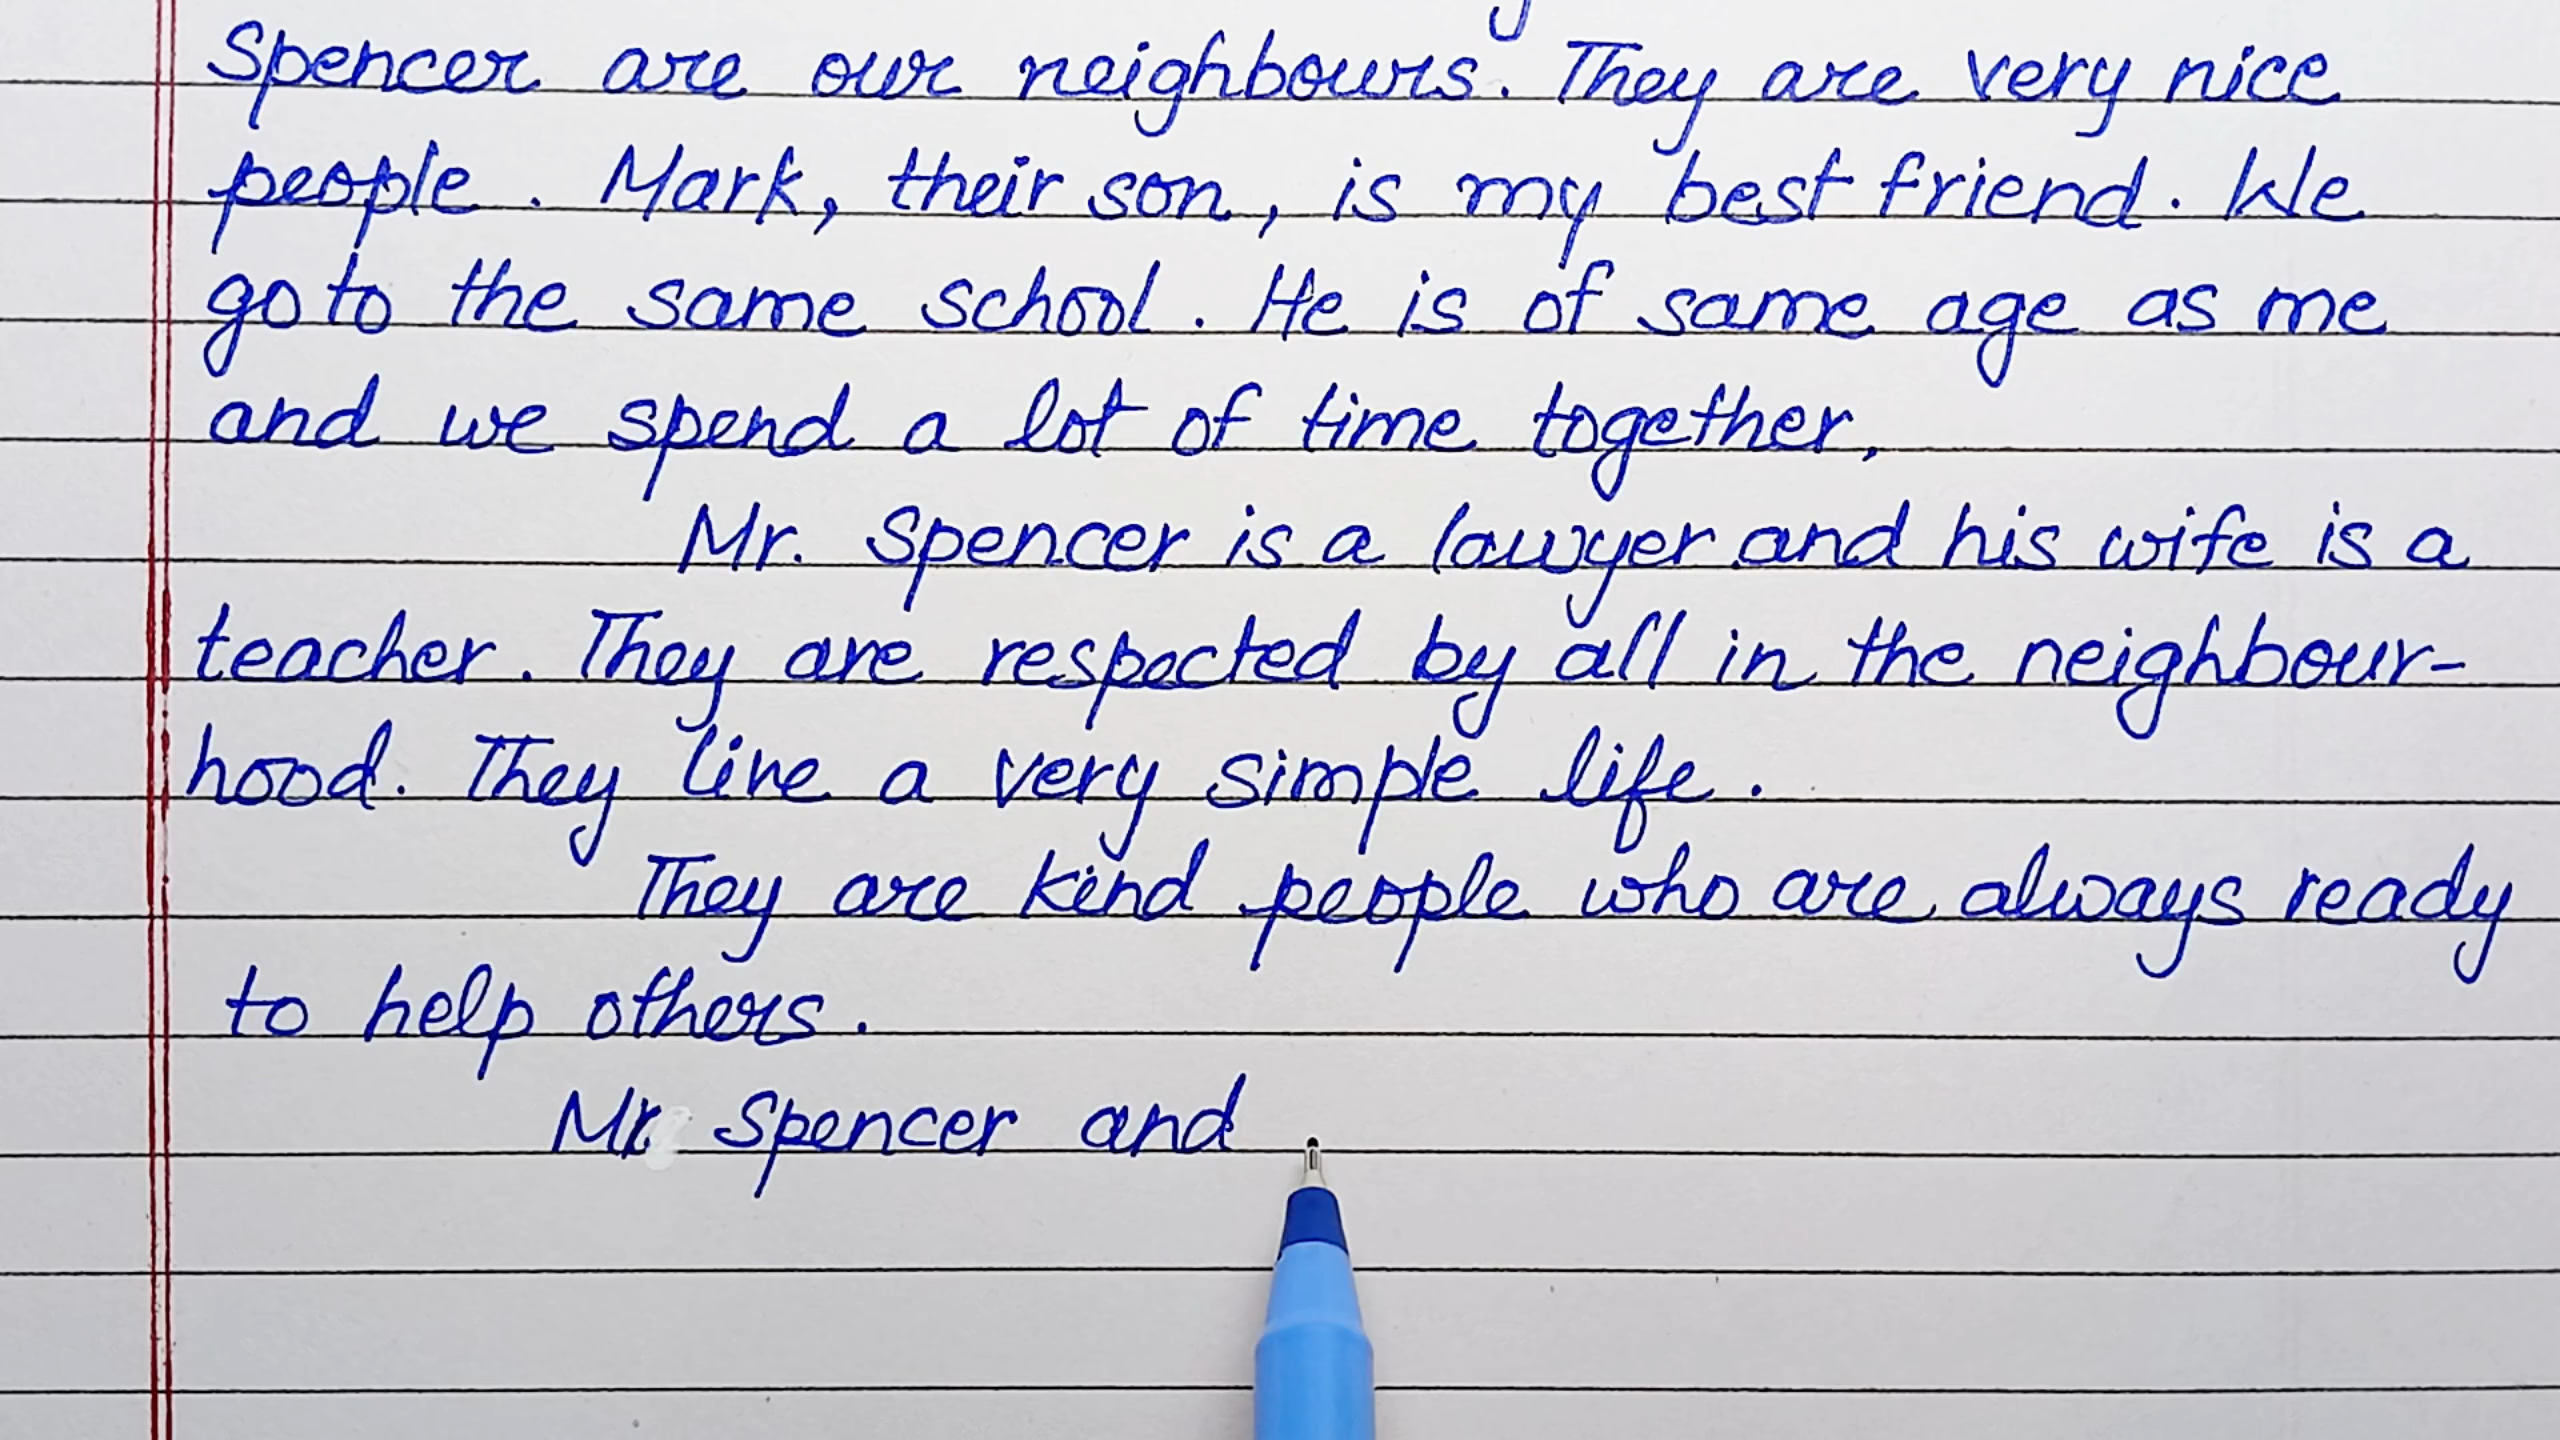 Spencer are our neighbours. They are very nice
people. Mark, their son, is my best friend. We
go to the same school. He is of same age as me
and we spend a lot of time together.
Mr. Spencer is a lawyer and his wife is a
teacher. They are respected by all in the neighbour-
hood. They live a very simple life.
They are kind people who are always ready
to help others.
Mr Spencer and